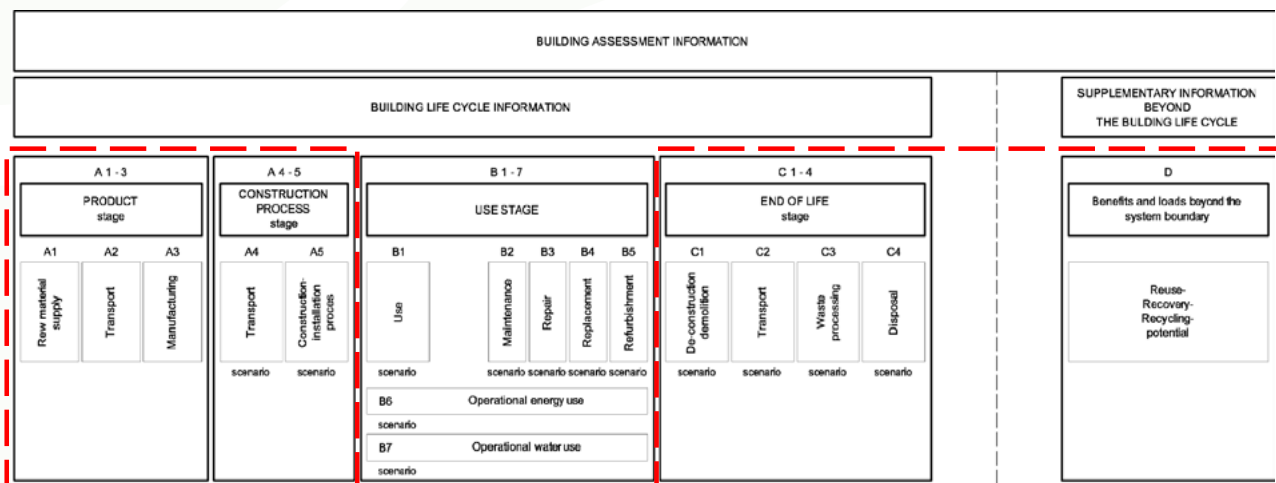 BUILDING ASSESSMENT INFORMATION
BUILDING LIFE CYCLE INFORMATION
SUPPLEMENTARY INFORMATION
BEYOND
THE BULDING LIFE CYCLE
A 1 - 3
PRODUCT
stage
A1
A2
A3
Rew material
supply
Transport
Manufacturing
A 4 - 5
CONSTRUCTION
PROCESS
stage
A4
A5
Transport
Construction-
installation
proces
scenario
scenario
B 1 - 7
USE STAGE
B1
B2
B3
B4
B5
Use
Maintenance
Repair
Replacement
Refurbishment
scenario
scenario
scenario
scenario
scenario
B6
Operational energy use
scenario
B7
Operational water use
scenario
C 1 - 4
END OF LIFE
stage
C1
C2
C3
C4
De-construction
demolition
Transport
Waste
processing
Disposal
scenario
scenario
scenario
scenario
D
Benefits and loads beyond the
system boundary
Reuse-
Recovery-
Recycling-
potential